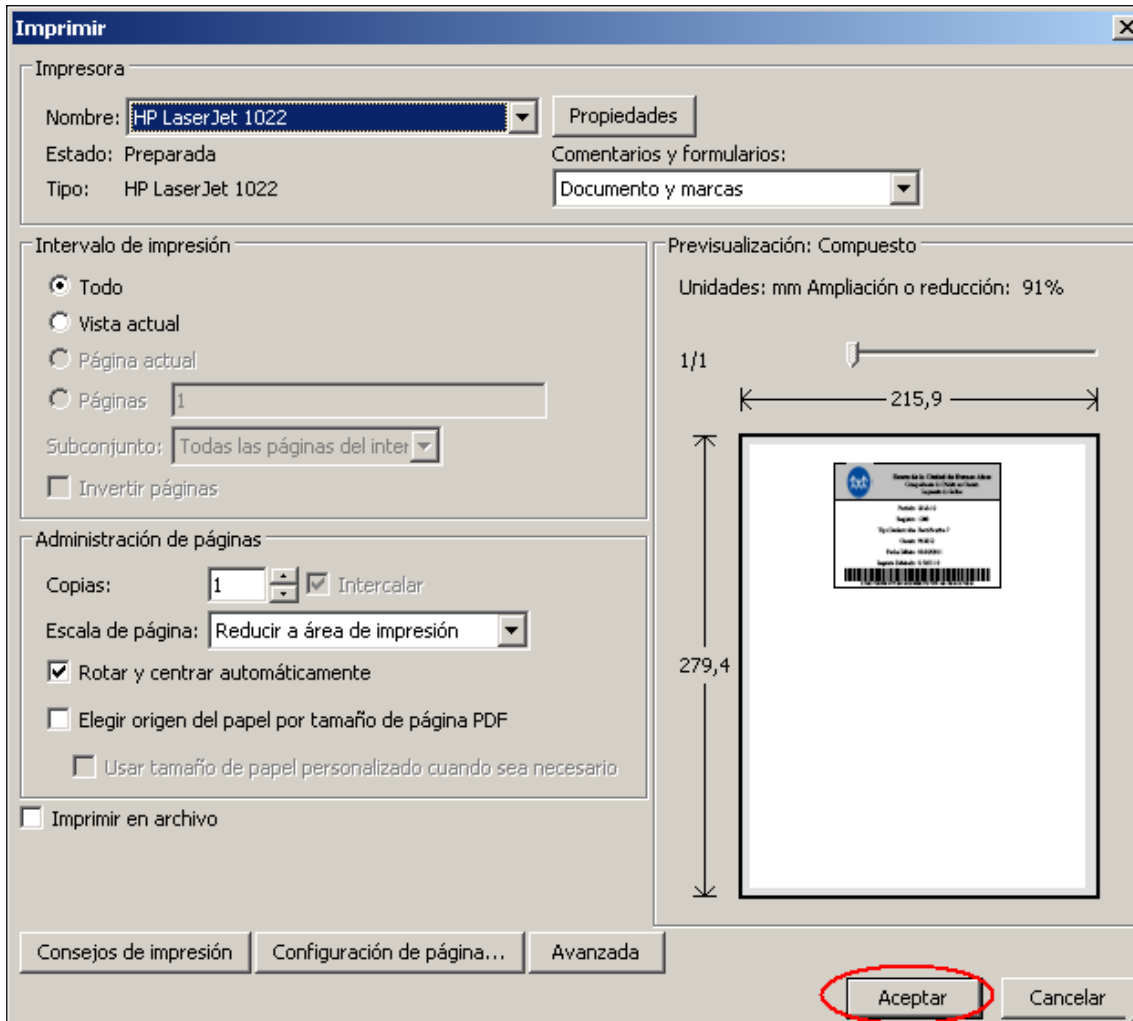 Imprimir
Impresora
Nombre: HP LaserJet 1022 Propiedades
Estado: Preparada Comentarios y formularios:
Tipo: HP LaserJet 1022 Documento y marcas
Intervalo de impresión
Todo
Vista actual
Página actual
Páginas 1
Subconjunto: Todas las páginas del inter
Invertir páginas
Administración de páginas
Copias: 1 Intercalar
Escala de página: Reducir a área de impresión
Rotar y centrar automáticamente
Elegir origen del papel por tamaño de página PDF
Usar tamaño de papel personalizado cuando sea necesario
Imprimir en archivo
Previsualización: Compuesto
Unidades: mm Ampliación o reducción: 91%
1/1
215,9
279,4
Consejos de impresión Configuración de página... Avanzada
Aceptar Cancelar